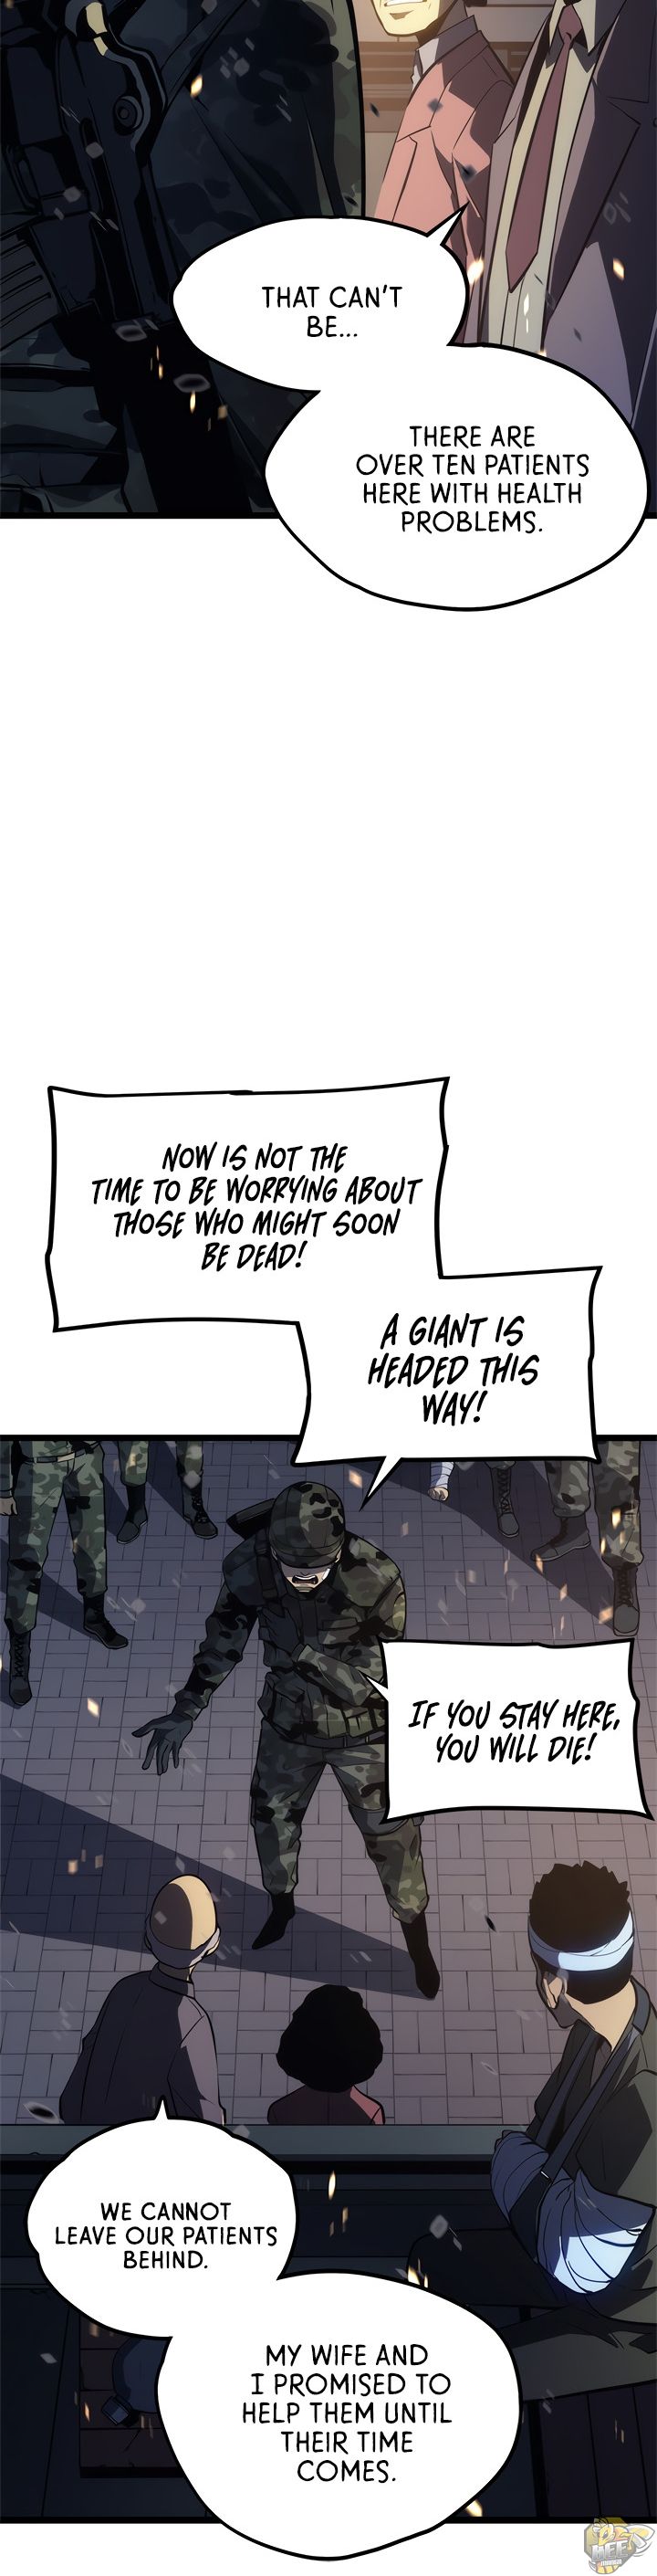 THAT CAN'T
BE...
THERE ARE
OVER TEN PATIENTS
HERE WITH HEALTH
PROBLEMS.
NOW IS NOT THE
TIME TO BE WORRYING ABOUT
THOSE WHO MIGHT SOON
BE DEAD!
A GIANT IS
HEADED THIS
WAY!
IF YOU STAY HERE,
YOU WILL DIE!
WE CANNOT
LEAVE OUR PATIENTS
BEHIND.
MY WIFE AND
I PROMISED TO
HELP THEM UNTIL
THEIR TIME
COMES.